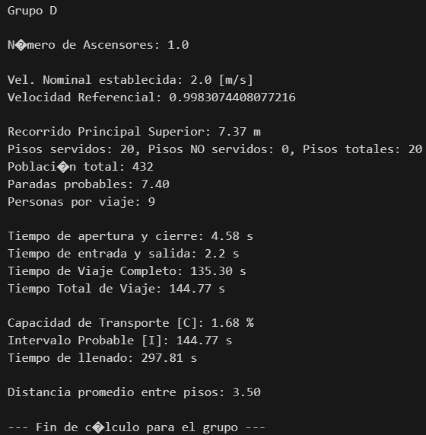 Grupo D
N�mero de Ascensores: 1.0
Vel. Nominal establecida: 2.0 [m/s]
Velocidad Referencial: 0.9983074408077216
Recorrido Principal Superior: 7.37 m
Pisos servidos: 20, Pisos NO servidos: 0, Pisos totales: 20
Poblaci�n total: 432
Paradas probables: 7.40
Personas por viaje: 9
Tiempo de apertura y cierre: 4.58 s
Tiempo de entrada y salida: 2.2 s
Tiempo de Viaje Completo: 135.30 s
Tiempo Total de Viaje: 144.77 s
Capacidad de Transporte [C]: 1.68 %
Intervalo Probable [I]: 144.77 s
Tiempo de llenado: 297.81 s
Distancia promedio entre pisos: 3.50
--- Fin de c�lculo para el grupo ---